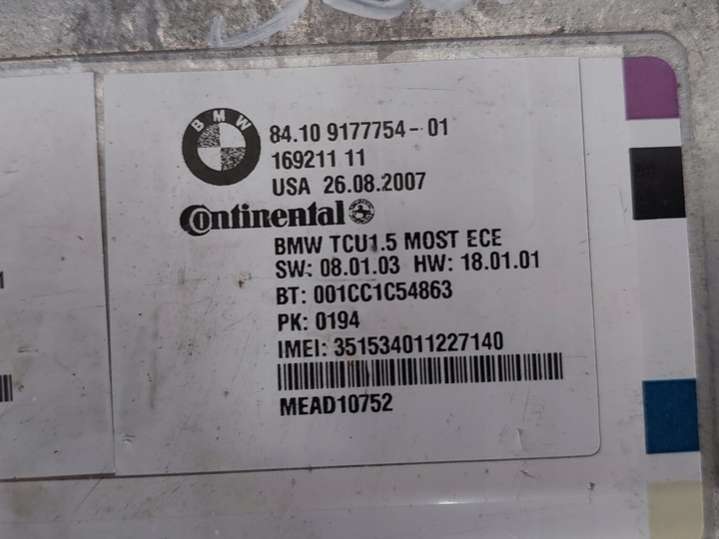 BMW
84.10 9177754-01
169211 11
USA 26.08.2007
Continental
BMW TCU1.5 MOST ECE
SW: 08.01.03 HW: 18.01.01
BT: 001CC1C54863
PK: 0194
IMEI: 351534011227140
MEAD10752